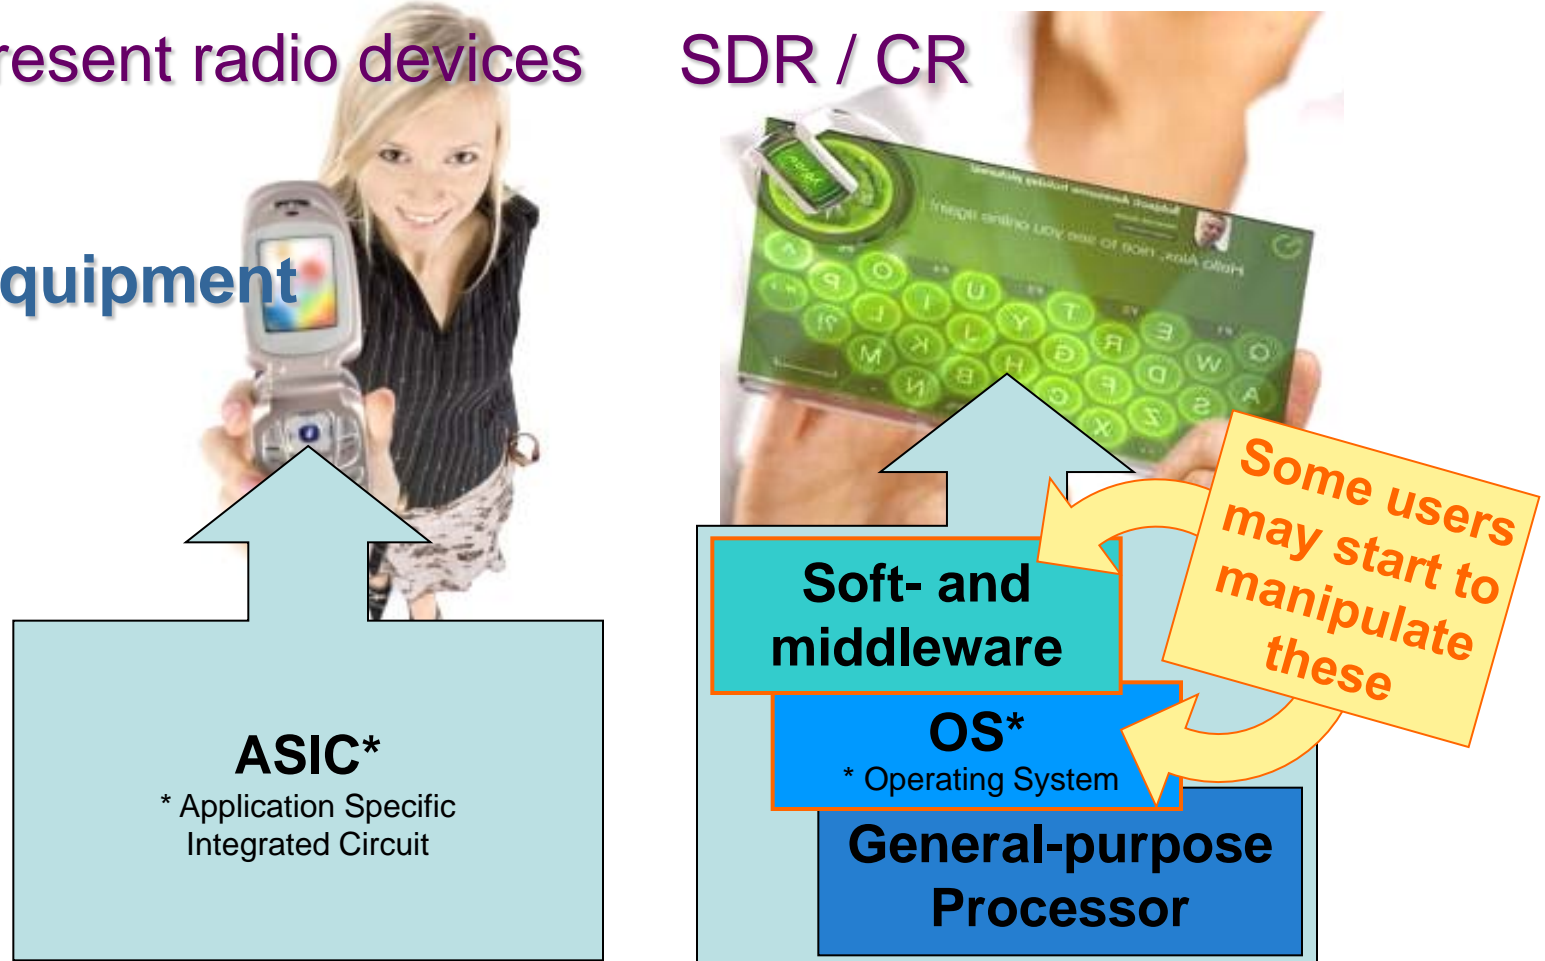 resent radio devices
SDR / CR
quipment
Some users
may start to
manipulate
these
Soft- and
middleware
OS*
* Operating System
General-purpose
Processor
ASIC*
* Application Specific
Integrated Circuit